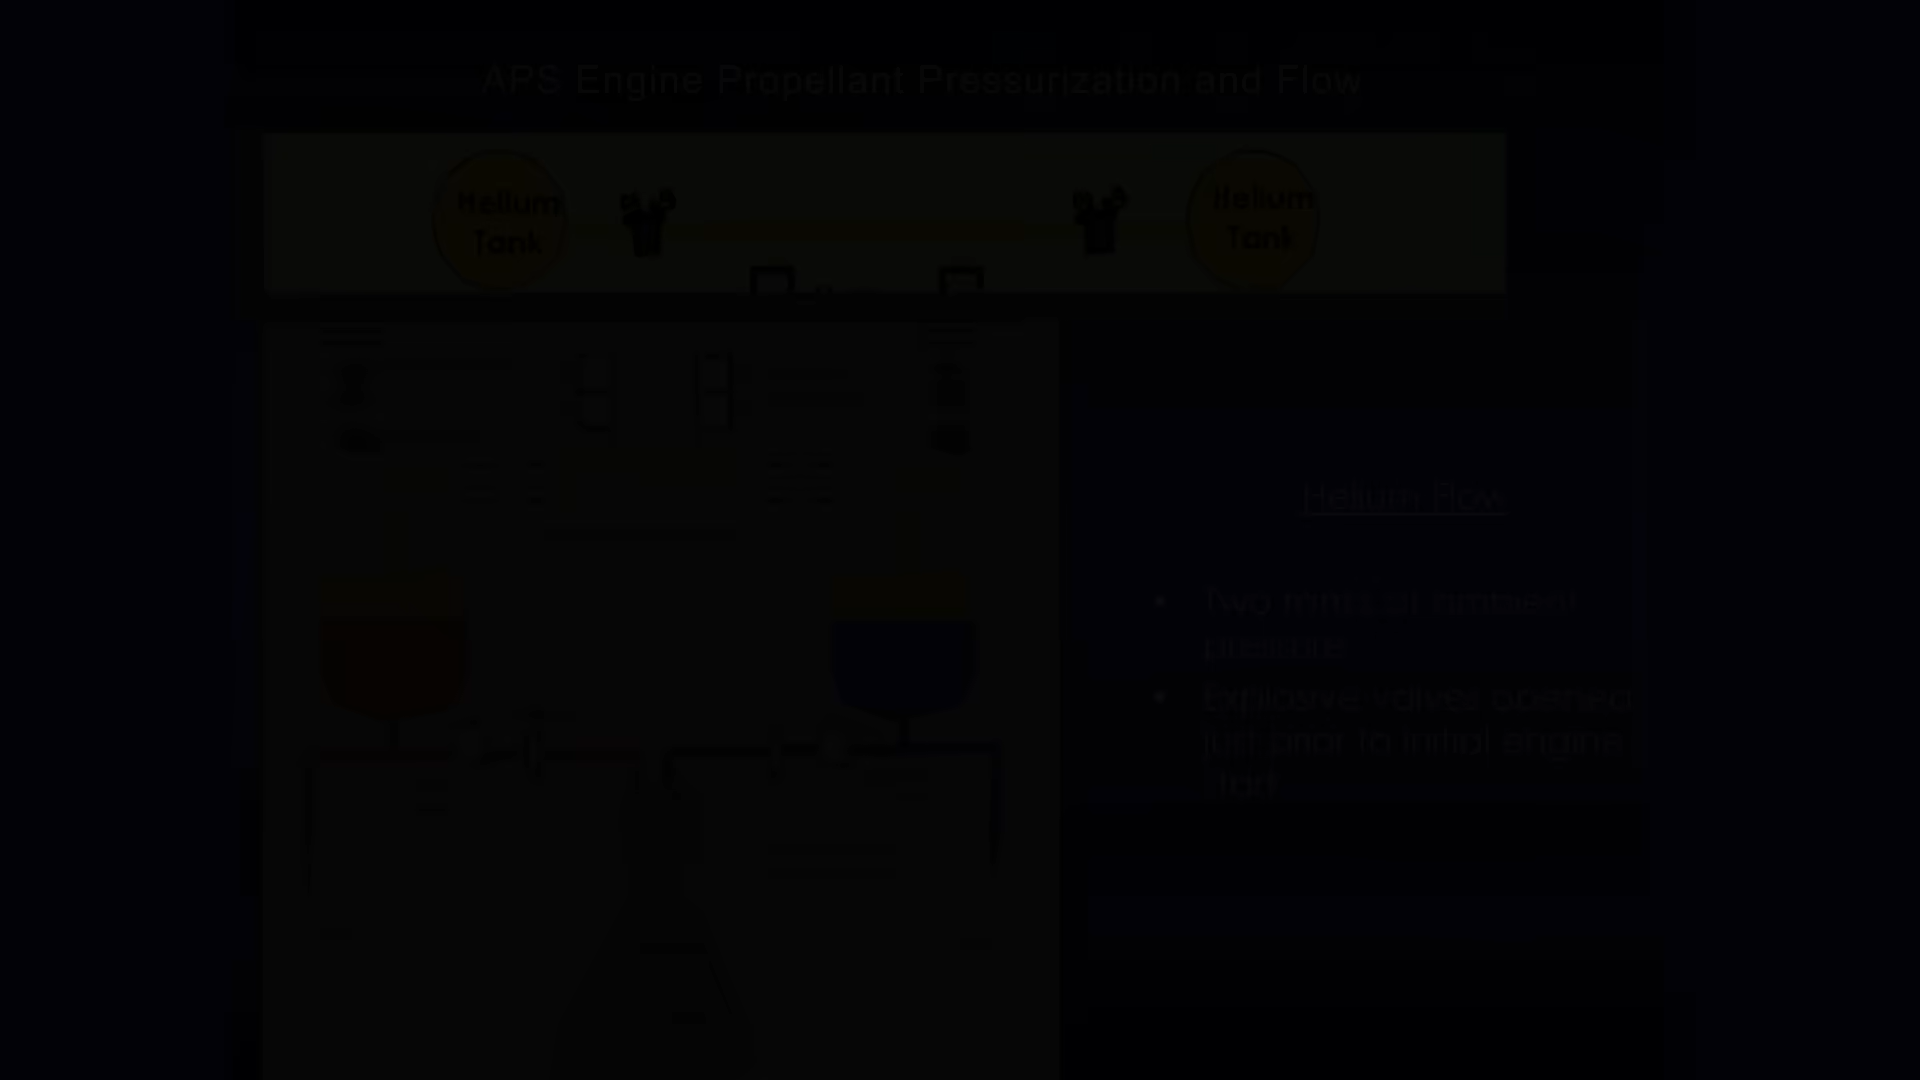 APS Engine Propellant Pressurization and Flow
Helium
Tank
Helium
Tank
Helium Flow
• Two tanks at ambient
pressure
• Explosive valves opened
just prior to initial engine
start